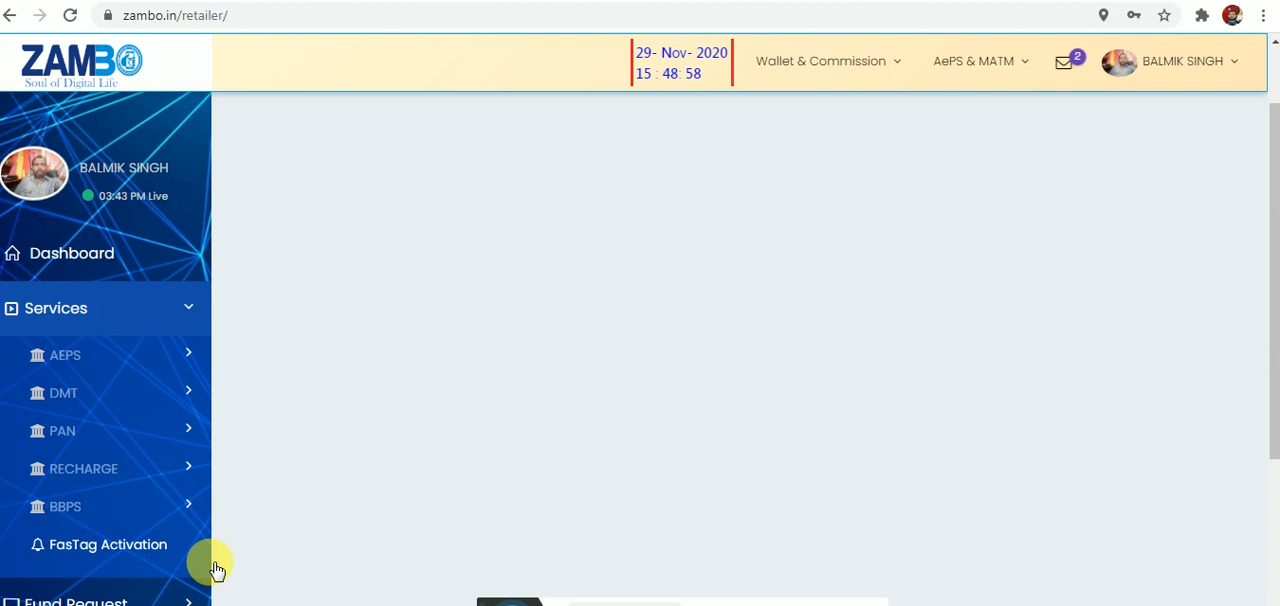 zambo.in/retailer/
ZAMBO
Soul of Digital Life
29- Nov- 2020
15 : 48: 58
Wallet & Commission
AePS & MATM
2
BALMIK SINGH
BALMIK SINGH
03:43 PM Live
Dashboard
Services
AEPS
DMT
PAN
RECHARGE
BBPS
FasTag Activation
Fund Request